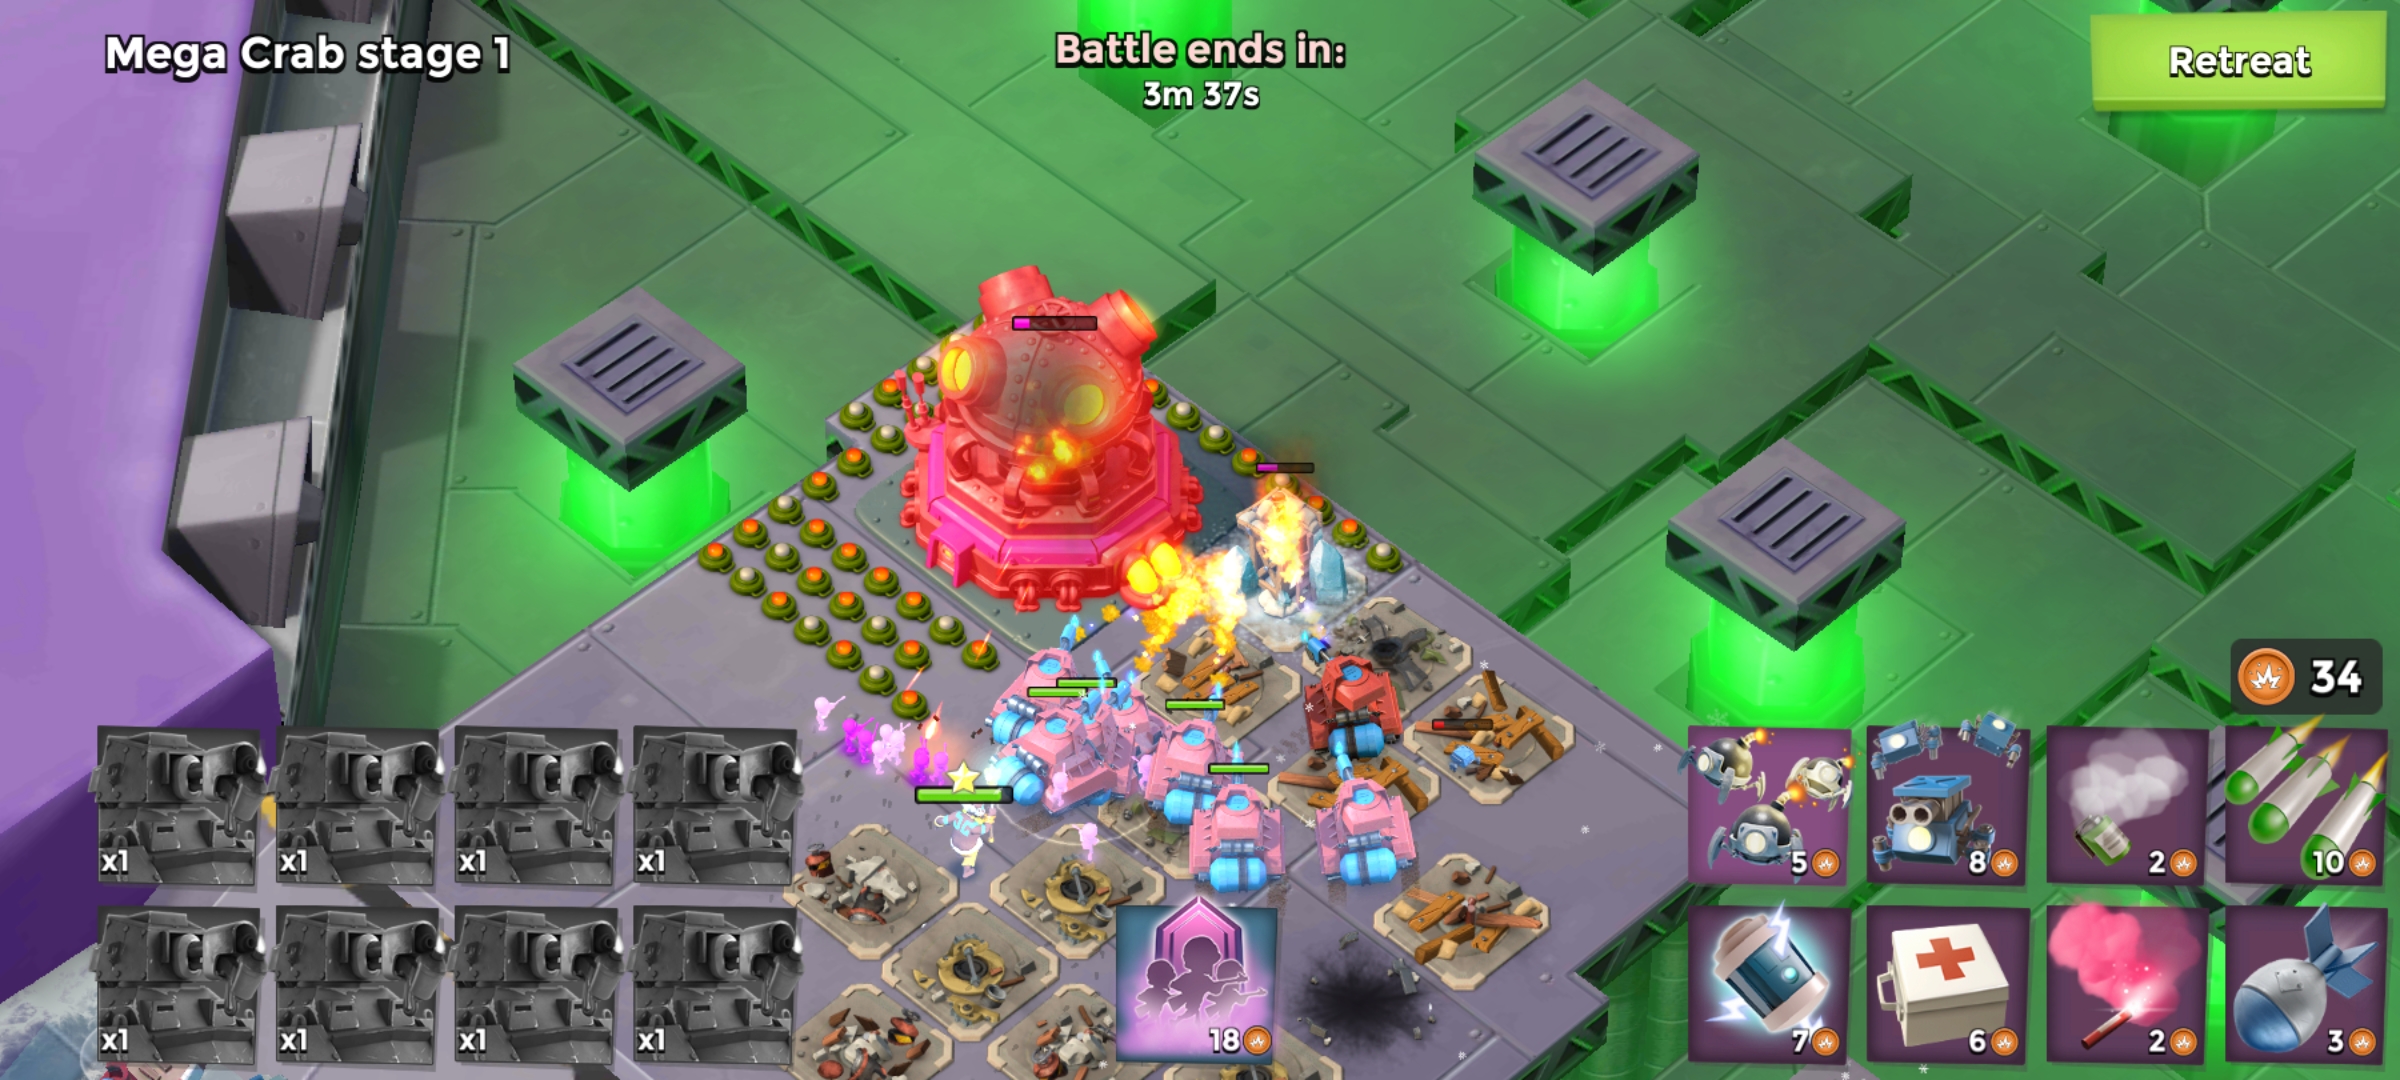 Mega Crab stage 1
Battle ends in:
3m 37s
Retreat
34
x1
x1
x1
x1
5
8
2
10
x1
x1
x1
x1
18
7
6
2
3